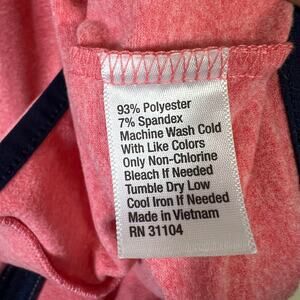 93% Polyester
7% Spandex
Machine Wash Cold
With Like Colors
Only Non-Chlorine
Bleach If Needed
Tumble Dry Low
Cool Iron If Needed
Made in Vietnam
RN 31104